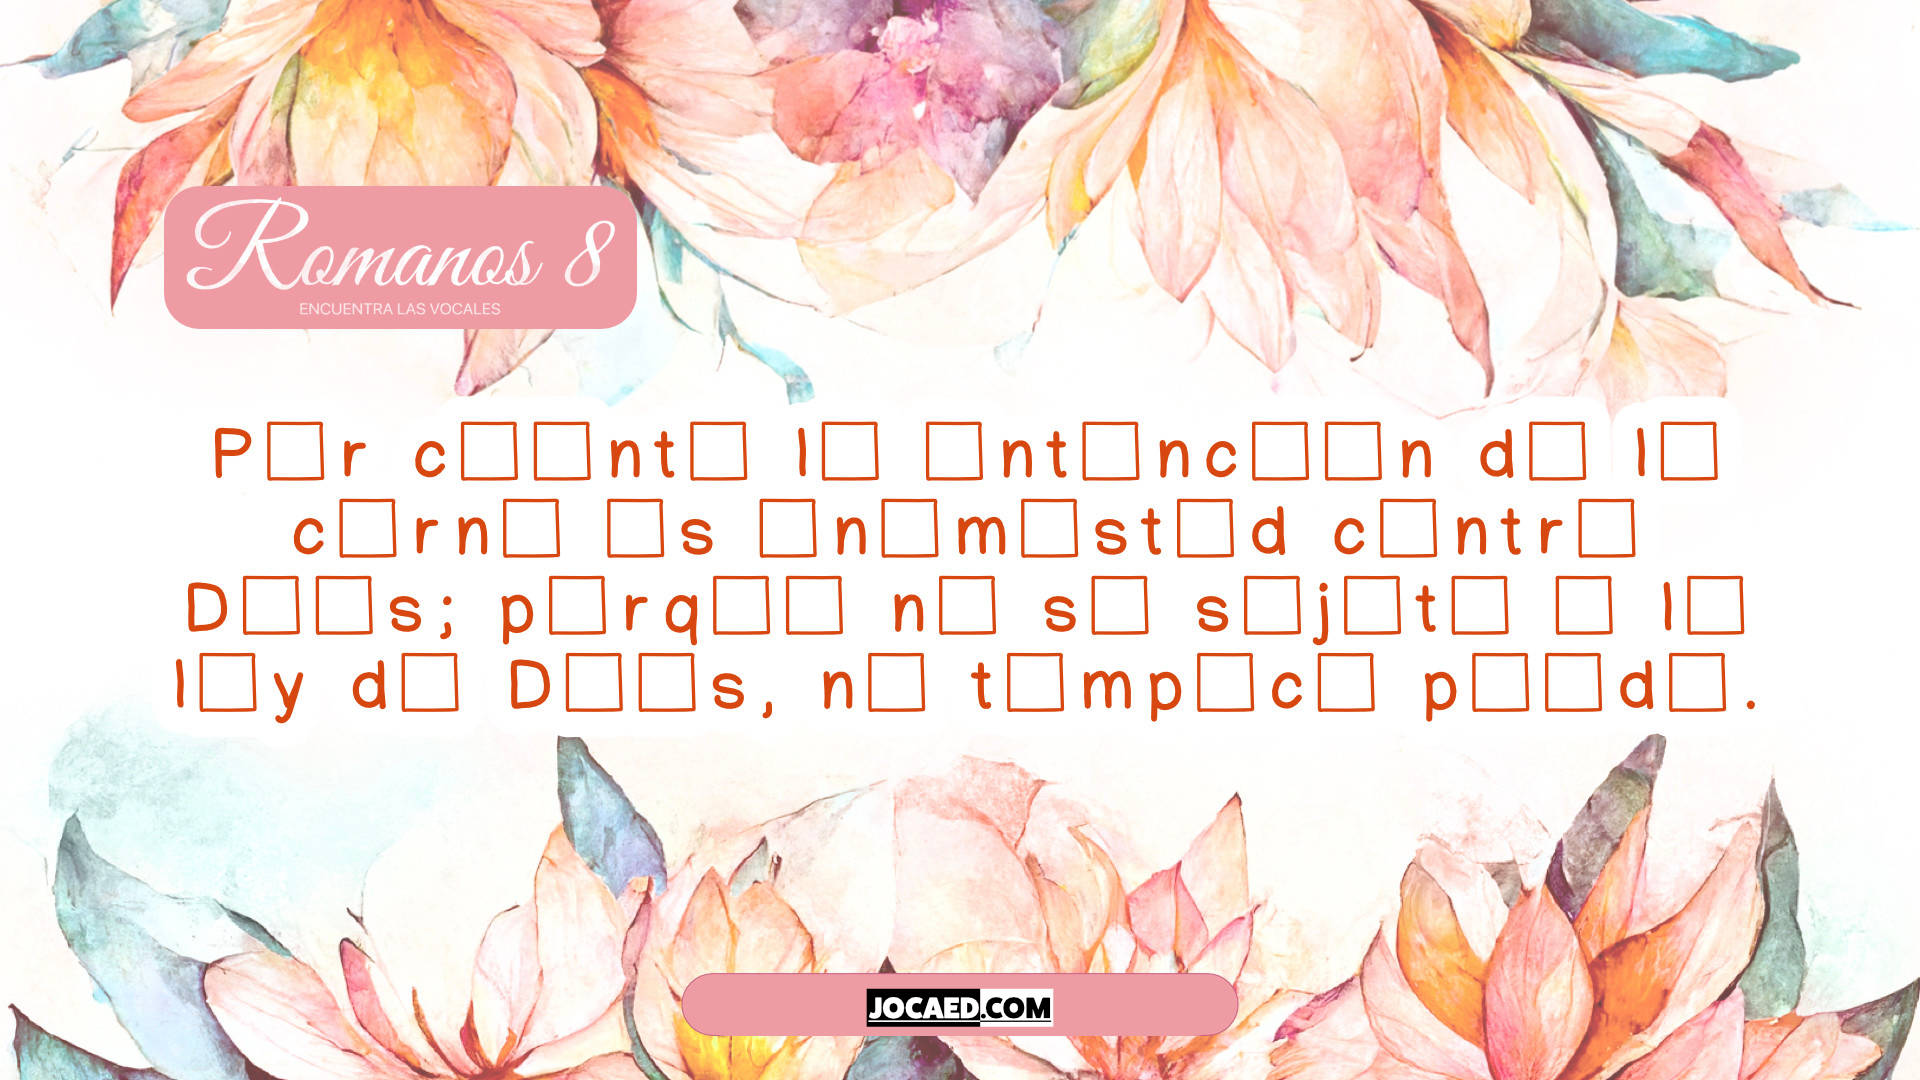 Romanos 8
ENCUENTRA LAS VOCALES
P□r c□□nt□ l□ □nt□nc□□n d□ l□
c□rn□ □s □n□m□st□d c□ntr□
D□□s; p□rq□□ n□ s□ s□j□t□ □ l□
l□y d□ D□□s, n□ t□mp□c□ p□□d□.
JOCAED.COM